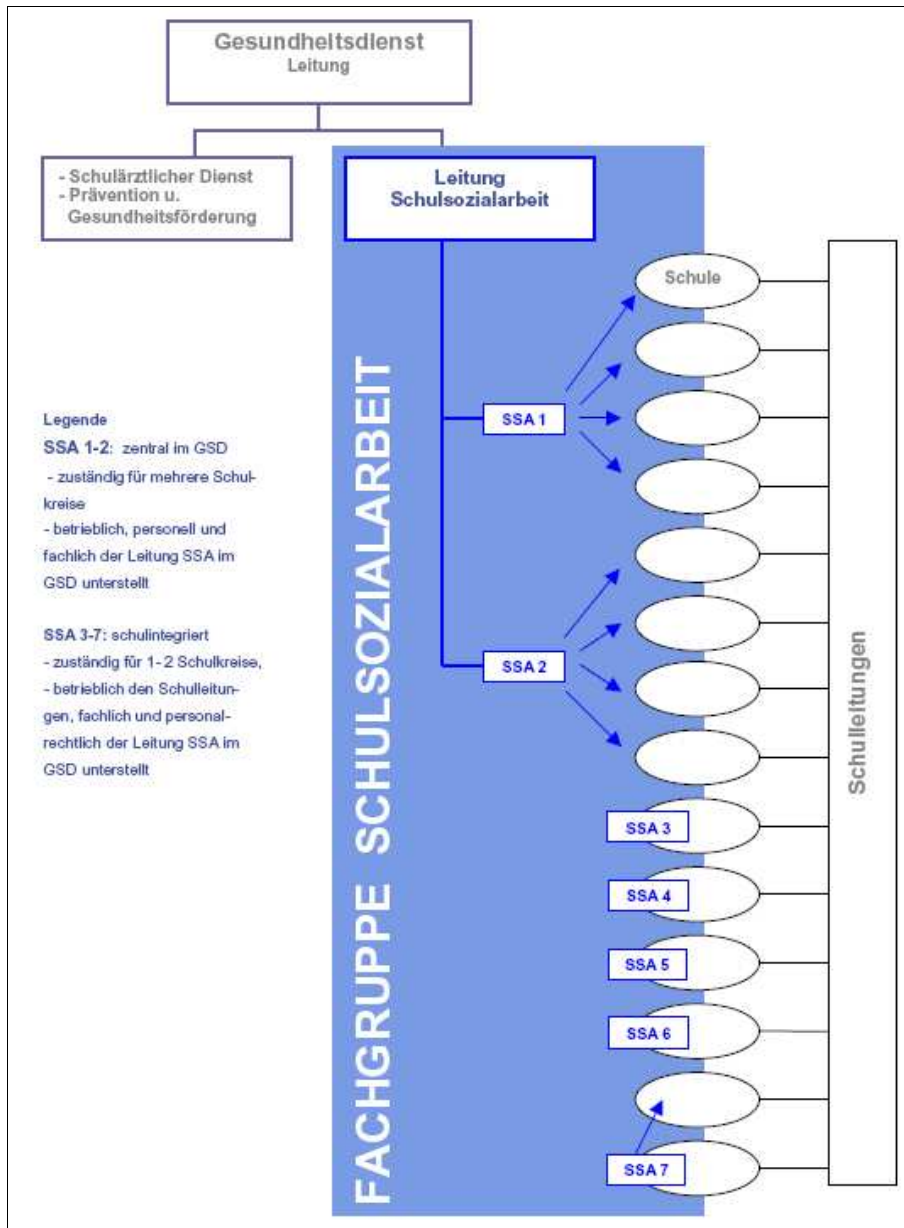 Gesundheitsdienst
Leitung
- Schulärztlicher Dienst
- Prävention u.
Gesundheitsförderung
Leitung
Schulsozialarbeit
Schule
SSA 1
SSA 2
SSA 3
SSA 4
SSA 5
SSA 6
SSA 7
FACHGRUPPE SCHULSOZIALARBEIT
Schulleitungen
Legende
SSA 1-2: zentral im GSD
- zuständig für mehrere Schul-
kreise
- betrieblich, personell und
fachlich der Leitung SSA im
GSD unterstellt
SSA 3-7: schulintegriert
- zuständig für 1-2 Schulkreise,
- betrieblich den Schulleitun-
gen, fachlich und personal-
rechtlich der Leitung SSA im
GSD unterstellt